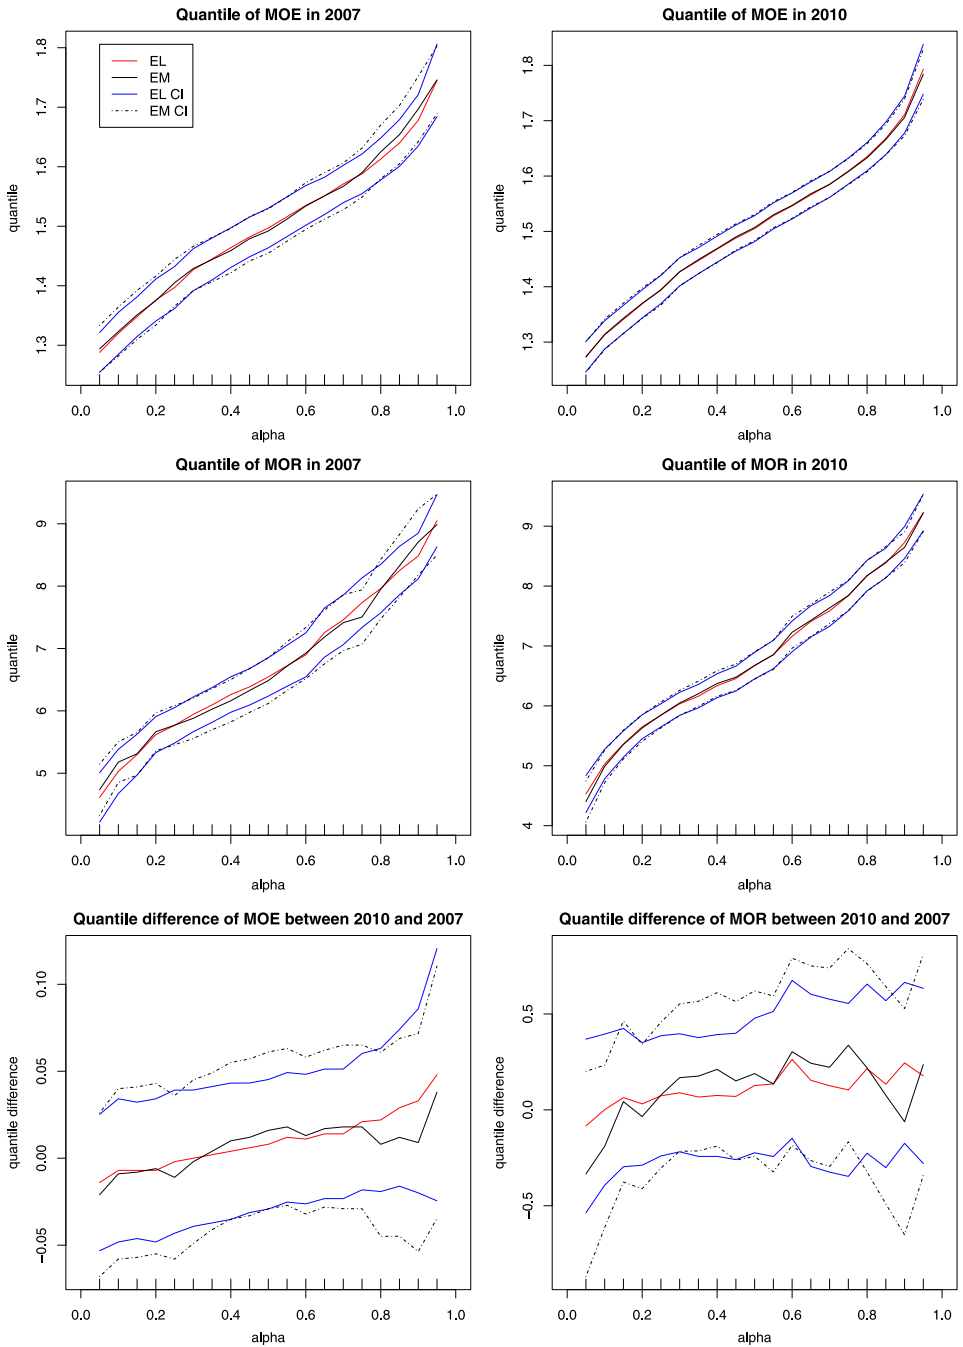 Quantile of MOE in 2007
quantile
1.3 1.4 1.5 1.6 1.7 1.8
EL
EM
EL CI
EM CI
0.0 0.2 0.4 0.6 0.8 1.0
alpha
Quantile of MOE in 2010
quantile
1.3 1.4 1.5 1.6 1.7 1.8
0.0 0.2 0.4 0.6 0.8 1.0
alpha
Quantile of MOR in 2007
quantile
5 6 7 8 9
0.0 0.2 0.4 0.6 0.8 1.0
alpha
Quantile of MOR in 2010
quantile
4 5 6 7 8 9
0.0 0.2 0.4 0.6 0.8 1.0
alpha
Quantile difference of MOE between 2010 and 2007
quantile difference
−0.05 0.00 0.05 0.10
0.0 0.2 0.4 0.6 0.8 1.0
alpha
Quantile difference of MOR between 2010 and 2007
quantile difference
−0.5 0.0 0.5
0.0 0.2 0.4 0.6 0.8 1.0
alpha